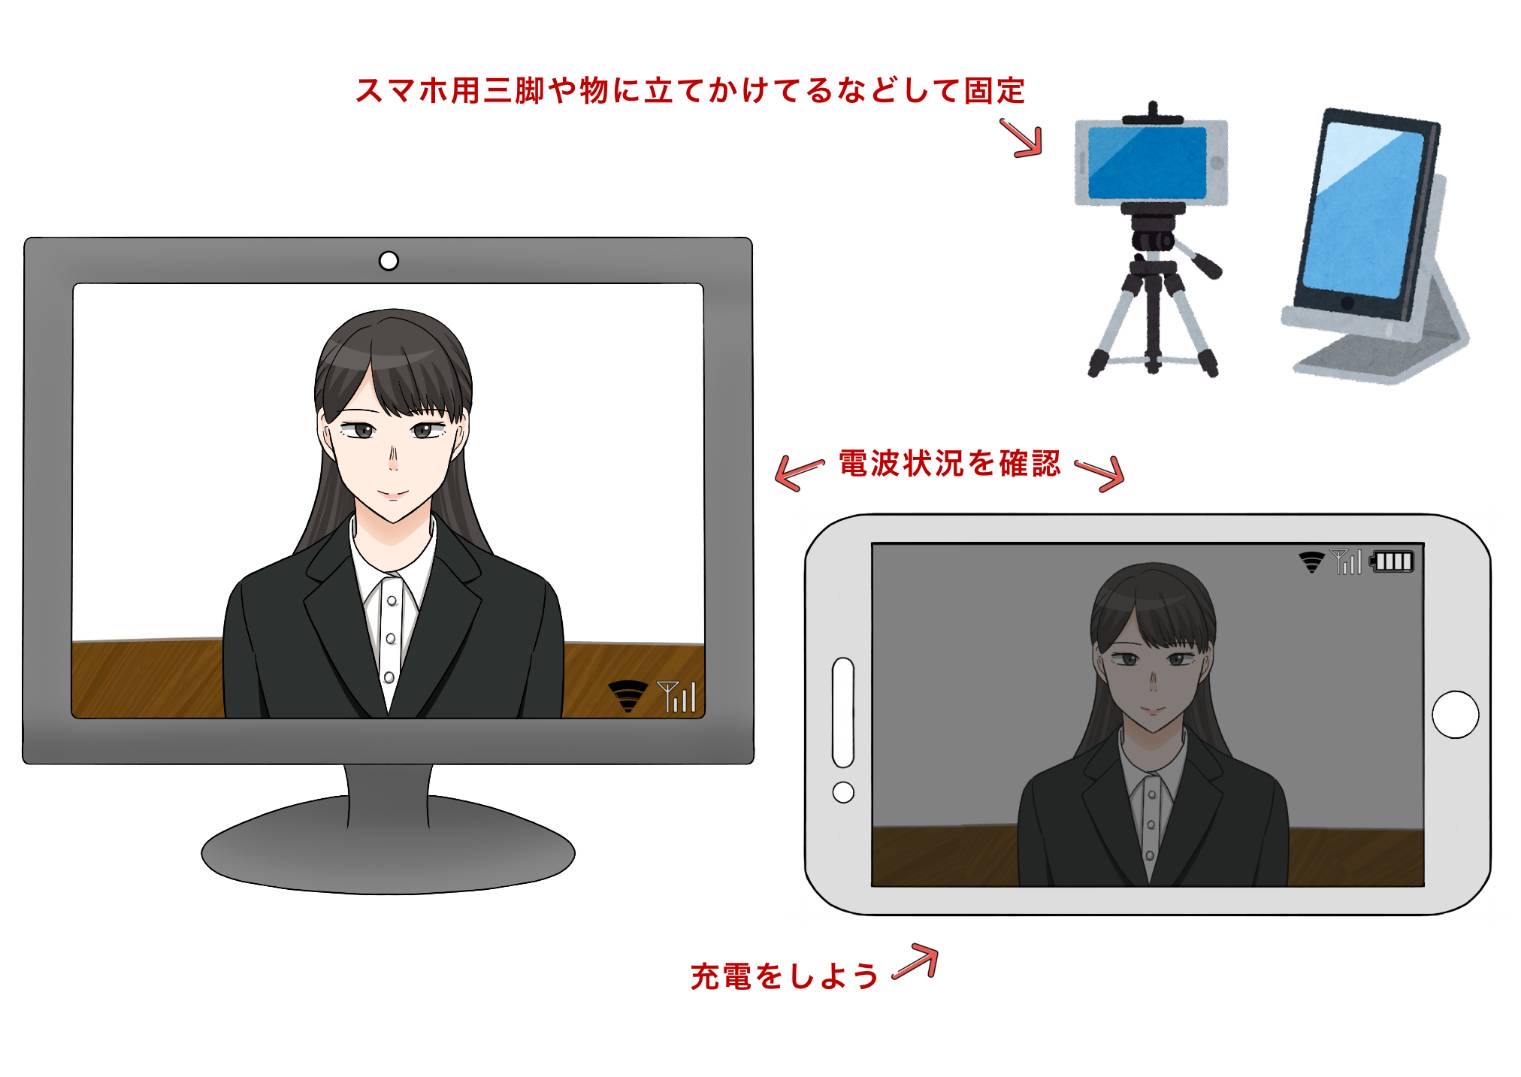 スマホ用三脚や物に立てかけてるなどして固定
電波状況を確認
充電をしよう